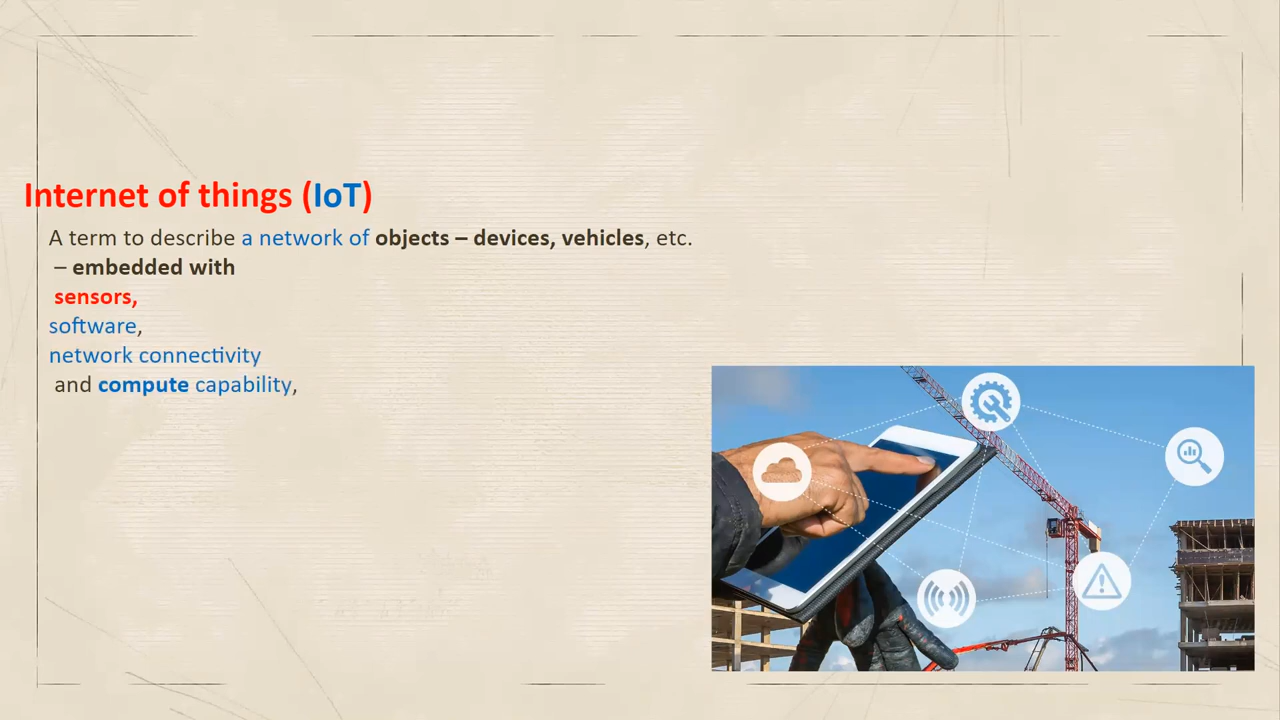 Internet of things (IoT)
A term to describe a network of objects – devices, vehicles, etc.
– embedded with
sensors,
software,
network connectivity
and compute capability,